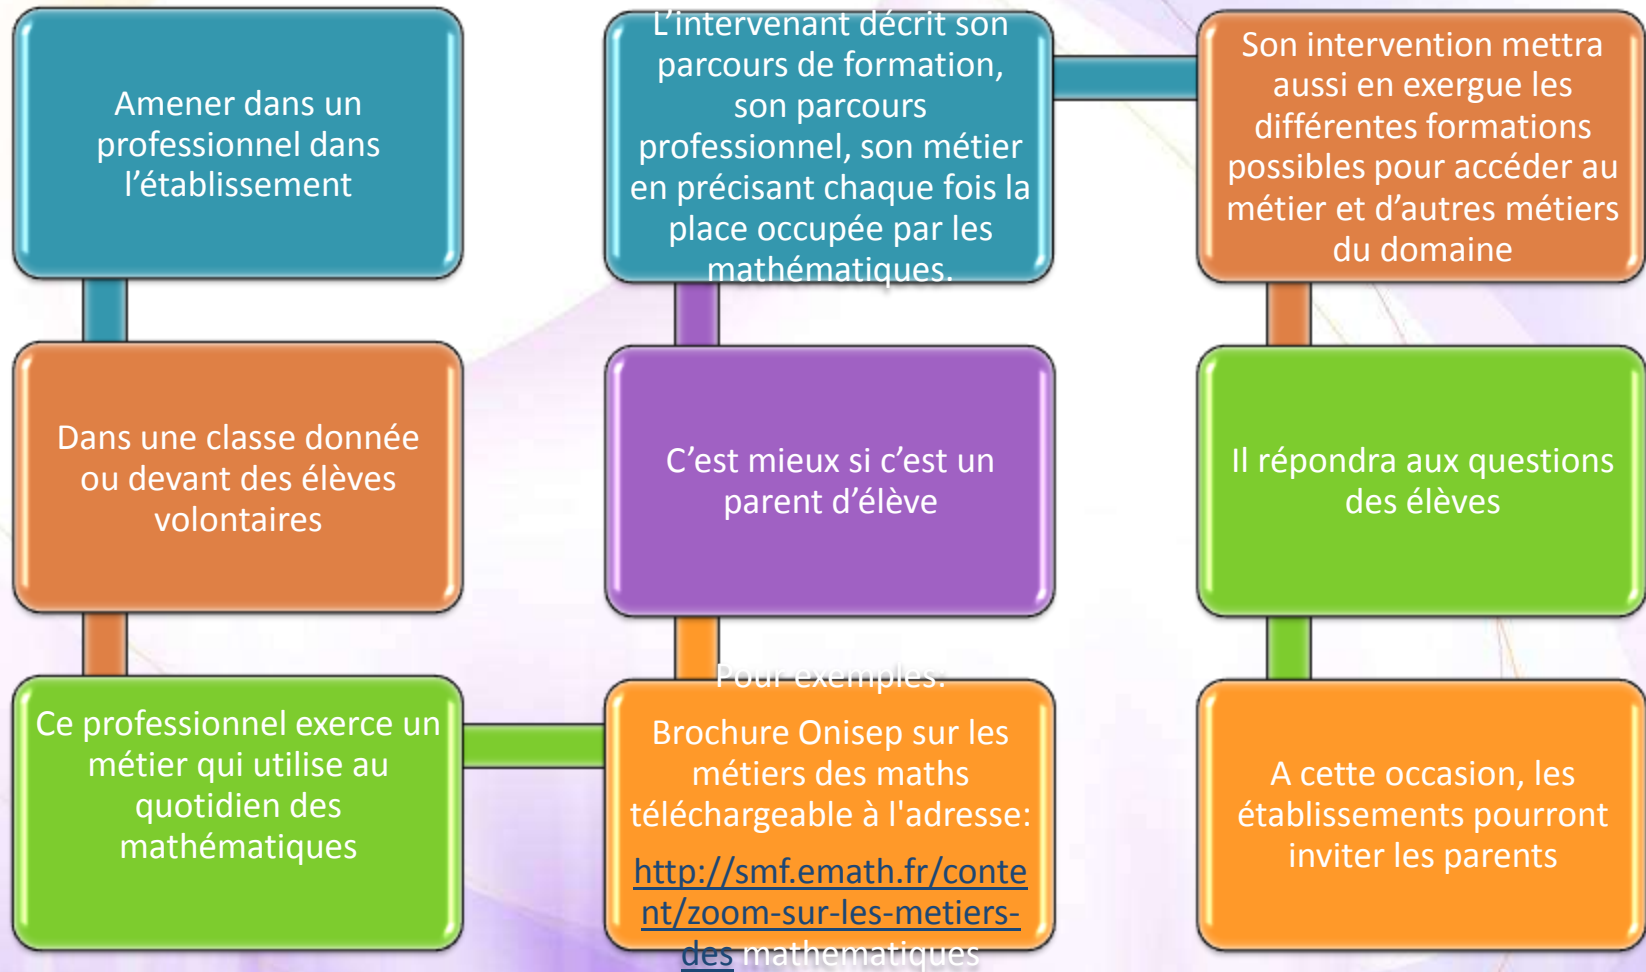 Amener dans un
professionnel dans
l’établissement
Dans une classe donnée
ou devant des élèves
volontaires
Ce professionnel exerce un
métier qui utilise au
quotidien des
mathématiques
Pour exemples:
Brochure Onisep sur les
métiers des maths
téléchargeable à l'adresse:
http://smf.emath.fr/conte
nt/zoom-sur-les-metiers-
des mathematiques
C’est mieux si c’est un
parent d’élève
L’intervenant décrit son
parcours de formation,
son parcours
professionnel, son métier
en précisant chaque fois la
place occupée par les
mathématiques.
Son intervention mettra
aussi en exergue les
différentes formations
possibles pour accéder au
métier et d’autres métiers
du domaine
Il répondra aux questions
des élèves
A cette occasion, les
établissements pourront
inviter les parents